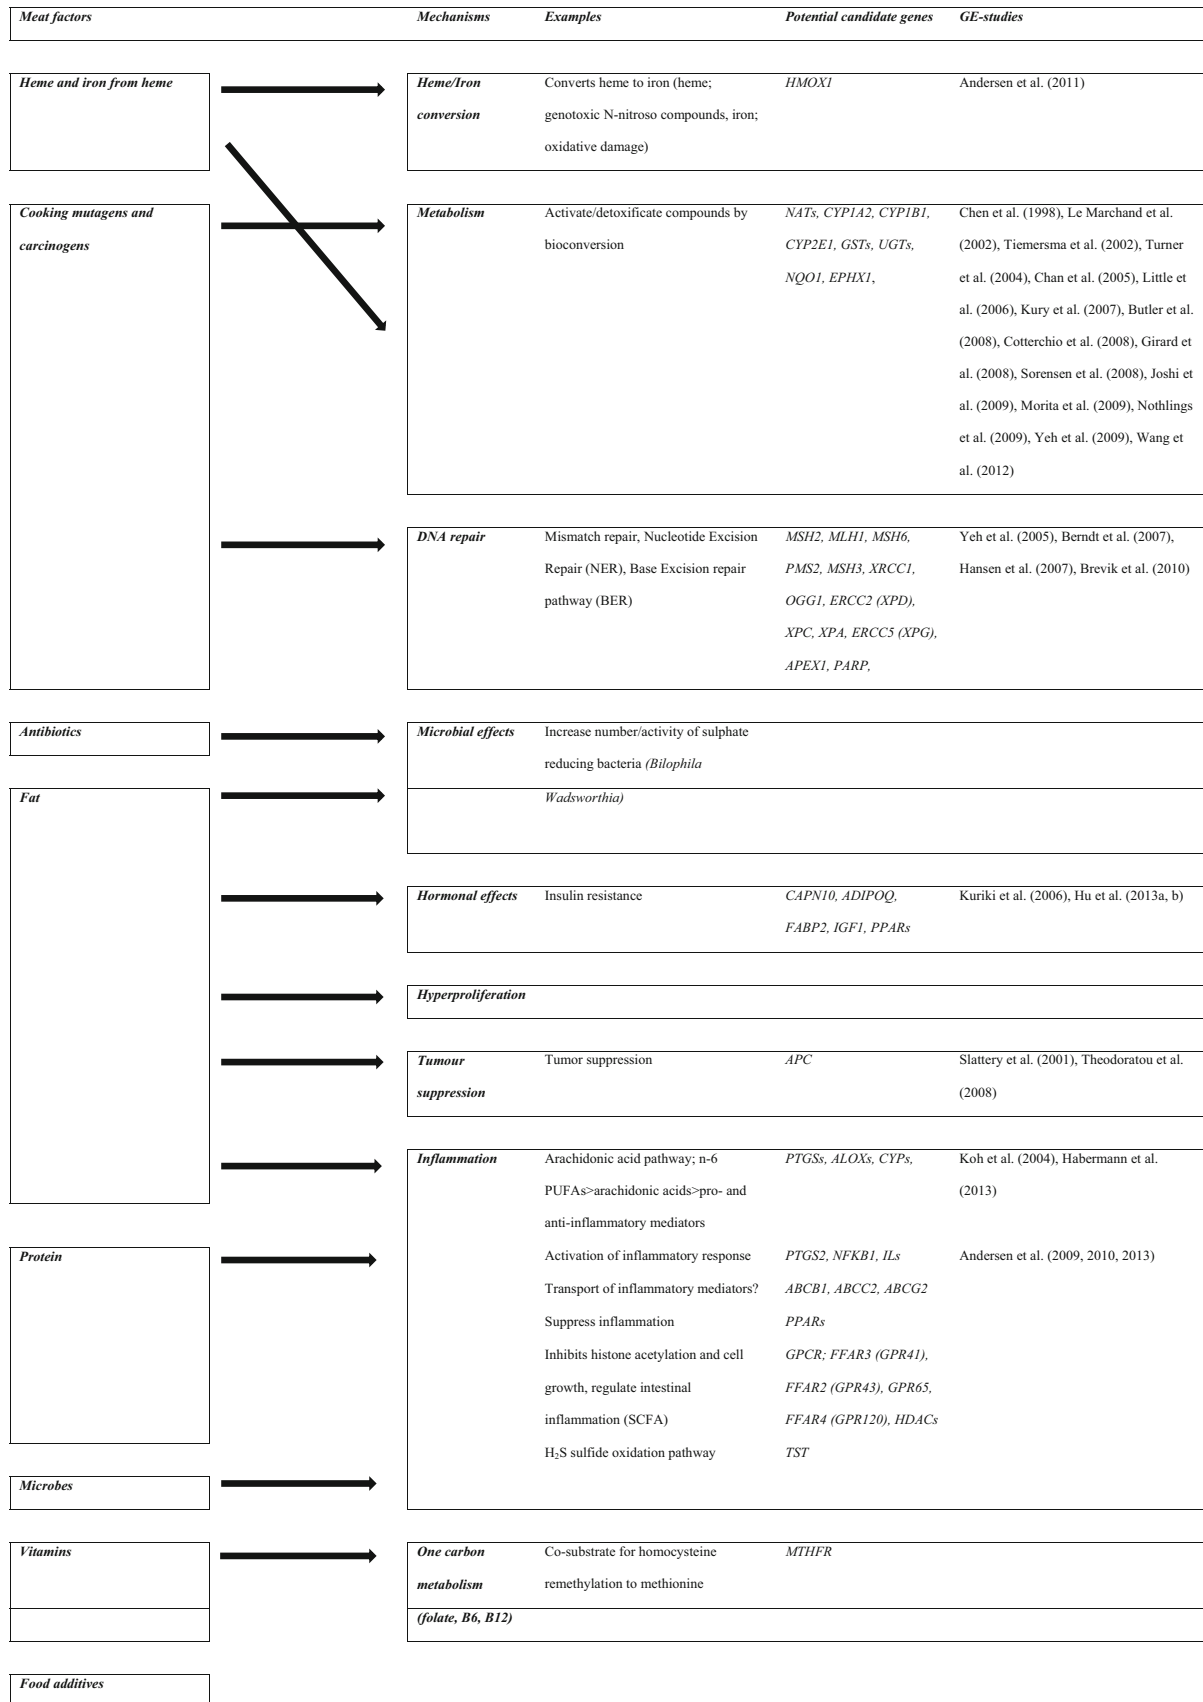 Meat factors Mechanisms Examples Potential candidate genes GE-studies
Heme and iron from heme Heme/Iron Converts heme to iron (heme; HMOX1 Andersen et al. (2011)
conversion genotoxic N-nitroso compounds, iron;
oxidative damage)
Cooking mutagens and Metabolism Activate/detoxificate compounds by NATs, CYP1A2, CYP1B1, Chen et al. (1998), Le Marchand et al.
carcinogens bioconversion CYP2E1, GSTs, UGTs, (2002), Tiemersma et al. (2002), Turner
NQO1, EPHX1, et al. (2004), Chan et al. (2005), Little et
al. (2006), Kury et al. (2007), Butler et al.
(2008), Cotterchio et al. (2008), Girard et
al. (2008), Sorensen et al. (2008), Joshi et
al. (2009), Morita et al. (2009), Nothlings
et al. (2009), Yeh et al. (2009), Wang et
al. (2012)
DNA repair Mismatch repair, Nucleotide Excision MSH2, MLH1, MSH6, Yeh et al. (2005), Berndt et al. (2007),
Repair (NER), Base Excision repair PMS2, MSH3, XRCC1, Hansen et al. (2007), Brevik et al. (2010)
pathway (BER) OGG1, ERCC2 (XPD),
XPC, XPA, ERCC5 (XPG),
APEX1, PARP,
Antibiotics Microbial effects Increase number/activity of sulphate
reducing bacteria (Bilophila
Fat Wadsworthia)
Hormonal effects Insulin resistance CAPN10, ADIPOQ, Kuriki et al. (2006), Hu et al. (2013a, b)
FABP2, IGF1, PPARs
Hyperproliferation
Tumour Tumor suppression APC Slattery et al. (2001), Theodoratou et al.
suppression (2008)
Inflammation Arachidonic acid pathway; n-6 PTGSs, ALOXs, CYPs, Koh et al. (2004), Habermann et al.
PUFAs>arachidonic acids>pro- and (2013)
anti-inflammatory mediators
Protein Activation of inflammatory response PTGS2, NFKB1, ILs Andersen et al. (2009, 2010, 2013)
Transport of inflammatory mediators? ABCB1, ABCC2, ABCG2
Suppress inflammation PPARs
Inhibits histone acetylation and cell GPCR; FFAR3 (GPR41),
growth, regulate intestinal FFAR2 (GPR43), GPR65,
inflammation (SCFA) FFAR4 (GPR120), HDACs
H₂S sulfide oxidation pathway TST
Microbes
Vitamins One carbon Co-substrate for homocysteine MTHFR
metabolism remethylation to methionine
(folate, B6, B12)
Food additives